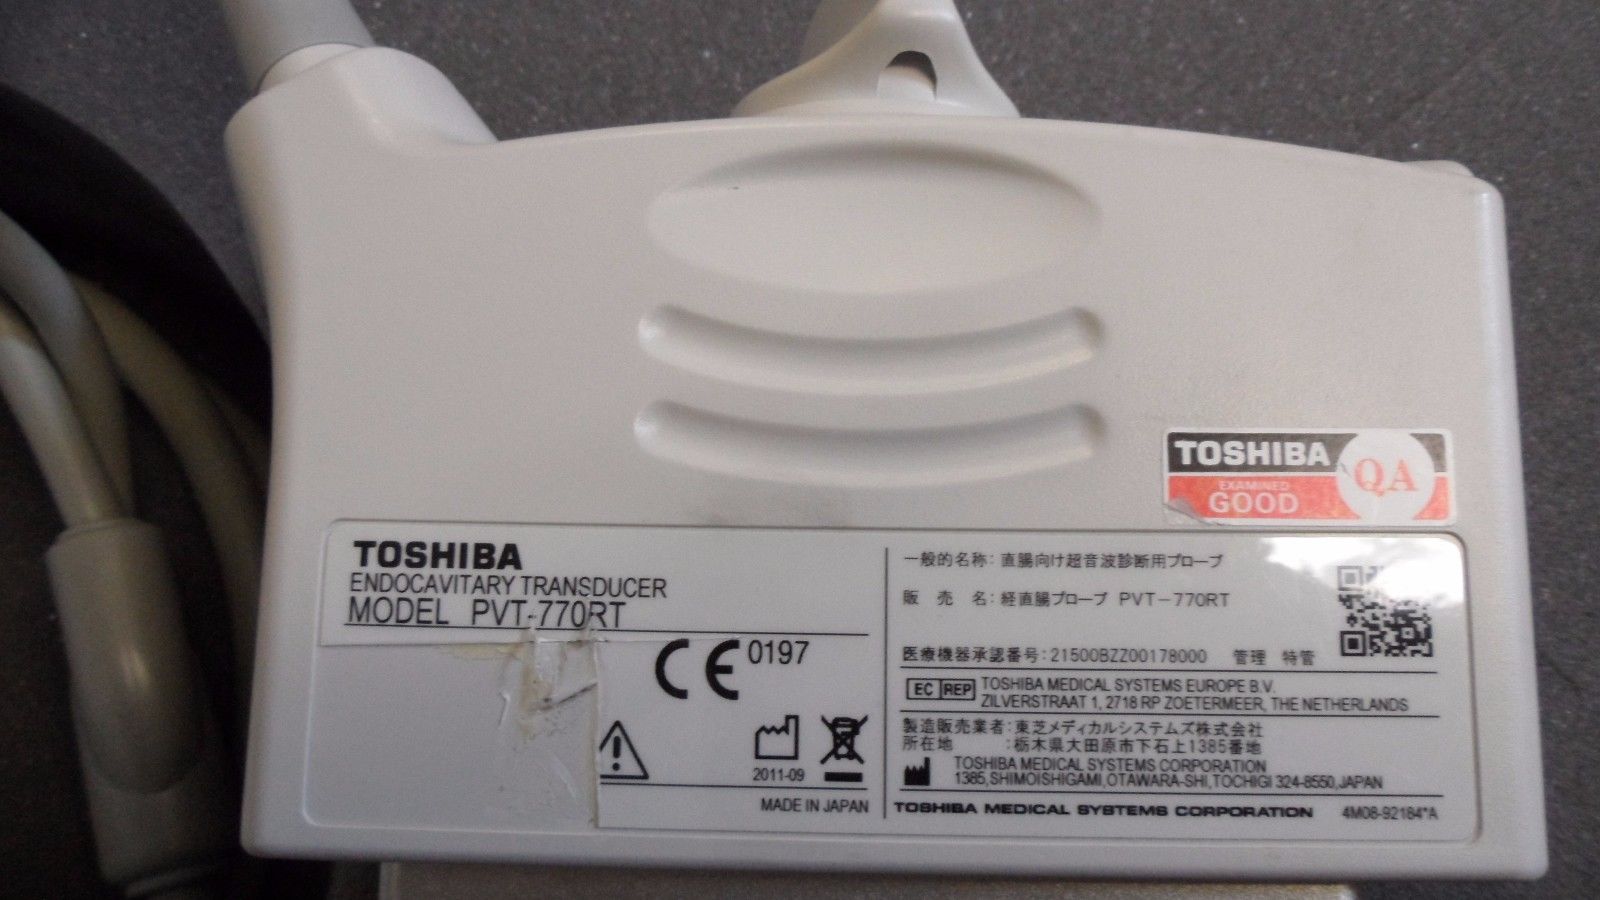 TOSHIBA
QA
EXAMINED
GOOD
TOSHIBA
ENDOCAVITARY TRANSDUCER
MODEL PVT-770RT
CE 0197
2011-09
MADE IN JAPAN
一般的名称：直腸向け超音波診断用プローブ
販 売 名：経直腸プローブ PVT-770RT
医療機器承認番号：21500BZZ00178000 管理 特管
EC REP TOSHIBA MEDICAL SYSTEMS EUROPE B.V.
ZILVERSTRAAT 1, 2718 RP ZOETERMEER, THE NETHERLANDS
製造販売業者：東芝メディカルシステムズ株式会社
所在地 ：栃木県大田原市下石上1385番地
TOSHIBA MEDICAL SYSTEMS CORPORATION
1385,SHIMOISHIGAMI,OTAWARA-SHI,TOCHIGI 324-8550,JAPAN
TOSHIBA MEDICAL SYSTEMS CORPORATION 4M08-92184*A